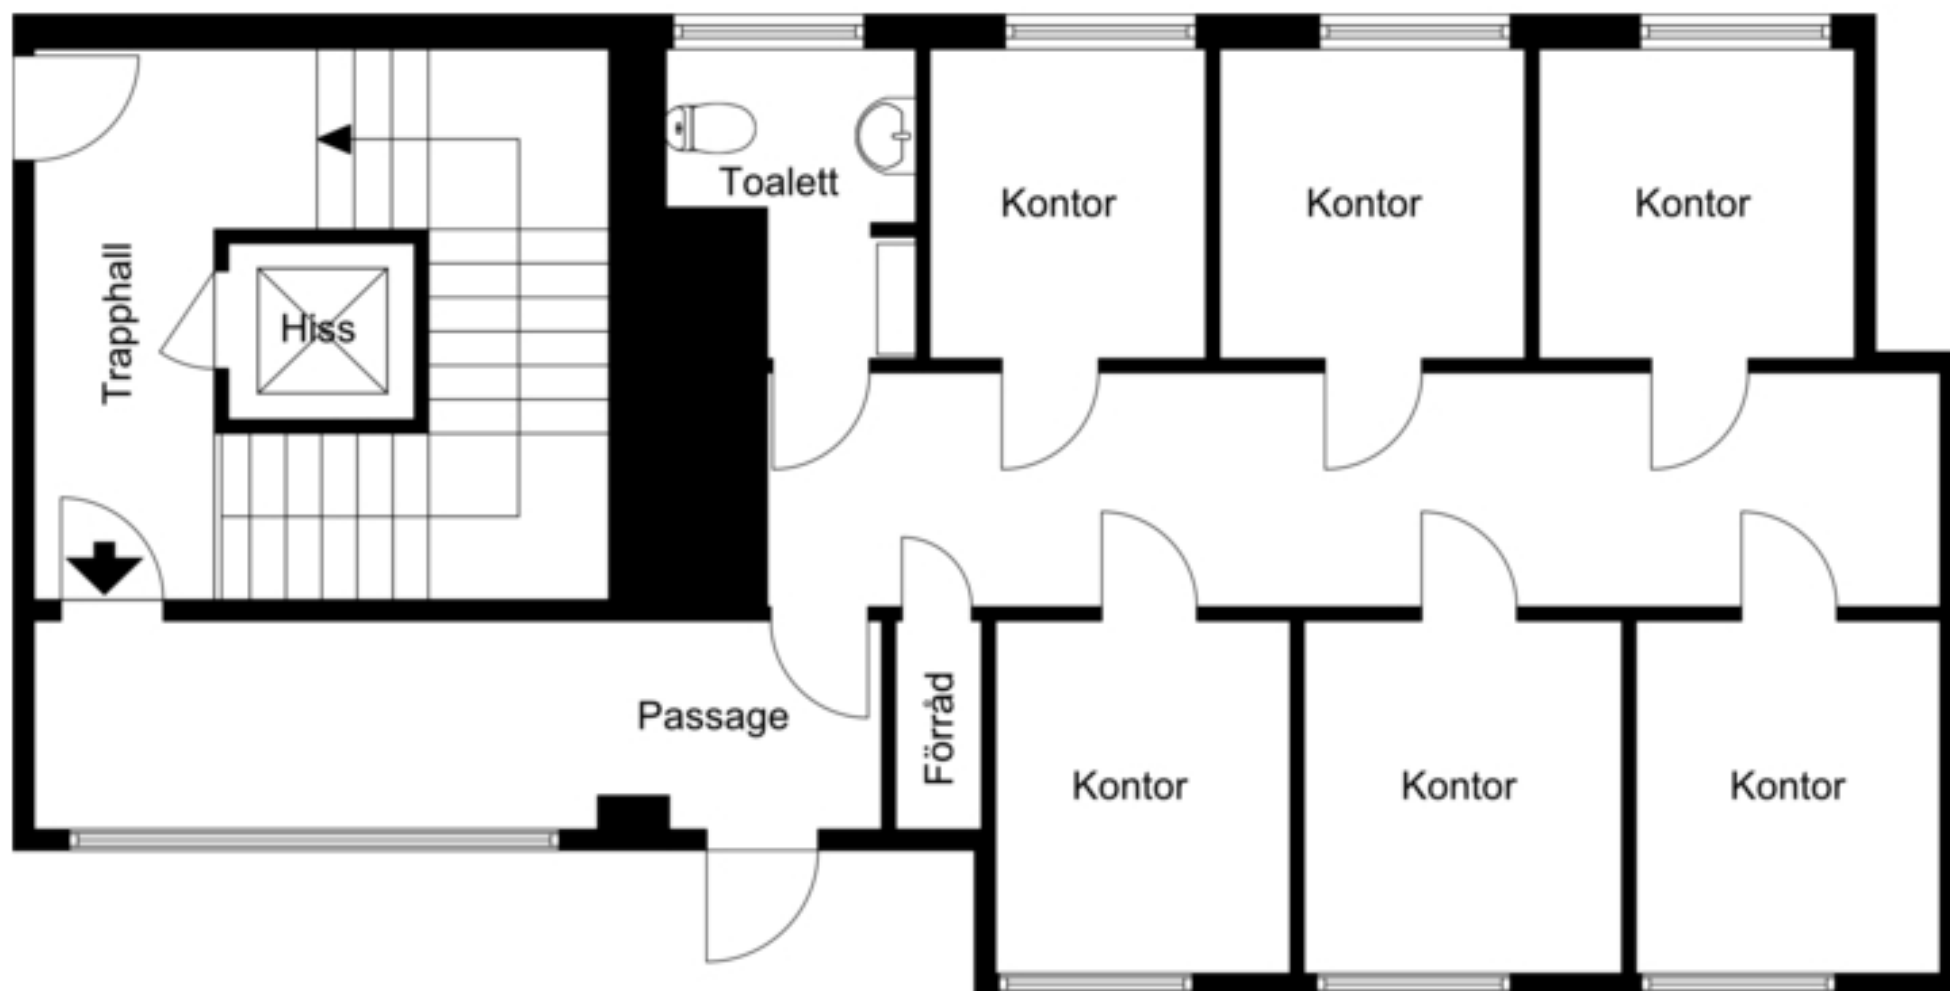 Toalett
Kontor
Kontor
Kontor
Trapphall
Hiss
Passage
Förråd
Kontor
Kontor
Kontor